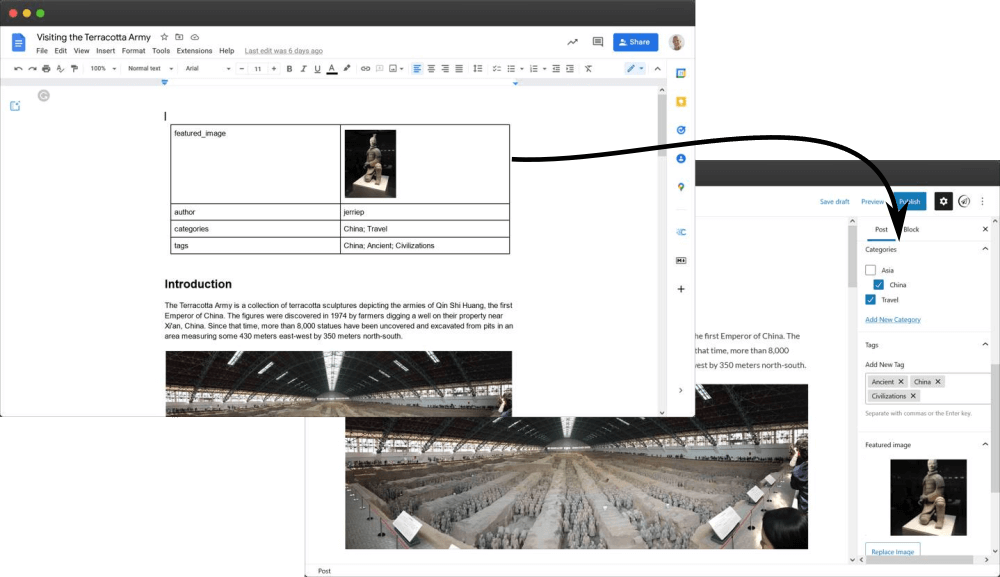 Visiting the Terracotta Army
File Edit View Insert Format Tools Extensions Help Last edit was 6 days ago
Share
100% Normal text Arial 11 B I U A
featured_image
author jerriep
categories China; Travel
tags China; Ancient; Civilizations
Introduction
The Terracotta Army is a collection of terracotta sculptures depicting the armies of Qin Shi Huang, the first
Emperor of China. The figures were discovered in 1974 by farmers digging a well on their property near
Xi'an, China. Since that time, more than 8,000 statues have been uncovered and excavated from pits in an
area measuring some 430 meters east-west by 350 meters north-south.
Save draft Preview Publish
Post Block
Categories
Asia
China
Travel
Add New Category
Tags
Add New Tag
Ancient China
Civilizations
Separate with commas or the Enter key.
Featured image
Replace Image
he first Emperor of China. The
that time, more than 8,000
vest by 350 meters north-south.
Post